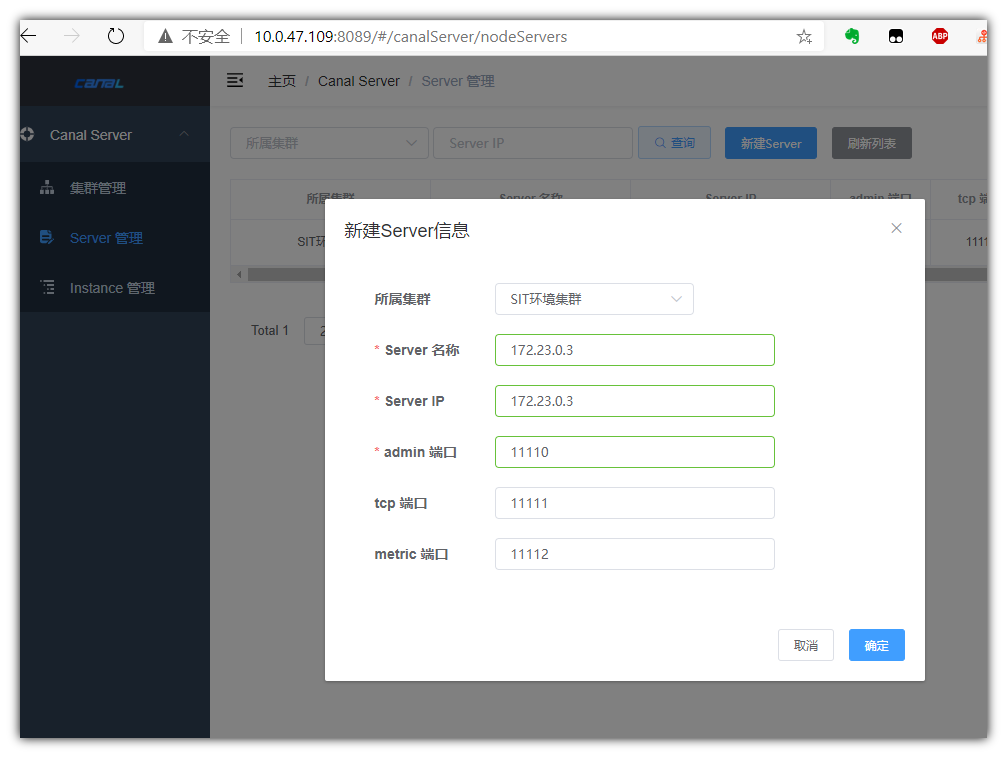 不安全 10.0.47.109:8089/#/canalServer/nodeServers
ABP
CANAL
主页 / Canal Server / Server 管理
Canal Server
所属集群 Server IP 查询 新建Server 刷新列表
集群管理
所属集群 Server 名称 Server IP admin 端口 tcp
新建Server信息
Server 管理
SIT环
1111
Instance 管理
所属集群 SIT环境集群
Total 1 2
* Server 名称 172.23.0.3
* Server IP 172.23.0.3
* admin 端口 11110
tcp 端口 11111
metric 端口 11112
取消 确定